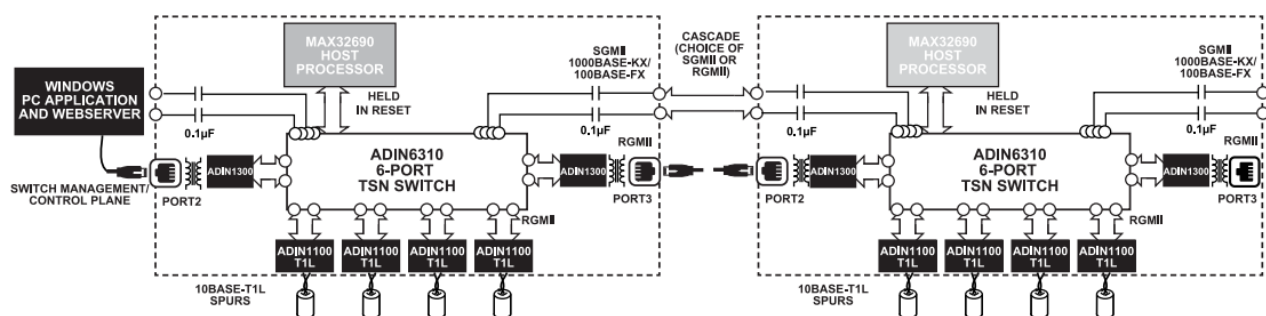 WINDOWS
PC APPLICATION
AND WEBSERVER
SWITCH MANAGEMENT/
CONTROL PLANE
0.1µF
PORT2
ADIN1300
MAX32690
HOST
PROCESSOR
HELD
IN RESET
ADIN6310
6-PORT
TSN SWITCH
SGMII
1000BASE-KX/
100BASE-FX
0.1µF
RGMII
ADIN1300
PORT3
RGMII
ADIN1100
T1L
ADIN1100
T1L
ADIN1100
T1L
ADIN1100
T1L
10BASE-T1L
SPURS
CASCADE
(CHOICE OF
SGMII OR
RGMII)
0.1µF
PORT2
ADIN1300
MAX32690
HOST
PROCESSOR
HELD
IN RESET
ADIN6310
6-PORT
TSN SWITCH
SGMII
1000BASE-KX/
100BASE-FX
0.1µF
RGMII
ADIN1300
PORT3
RGMII
ADIN1100
T1L
ADIN1100
T1L
ADIN1100
T1L
ADIN1100
T1L
10BASE-T1L
SPURS